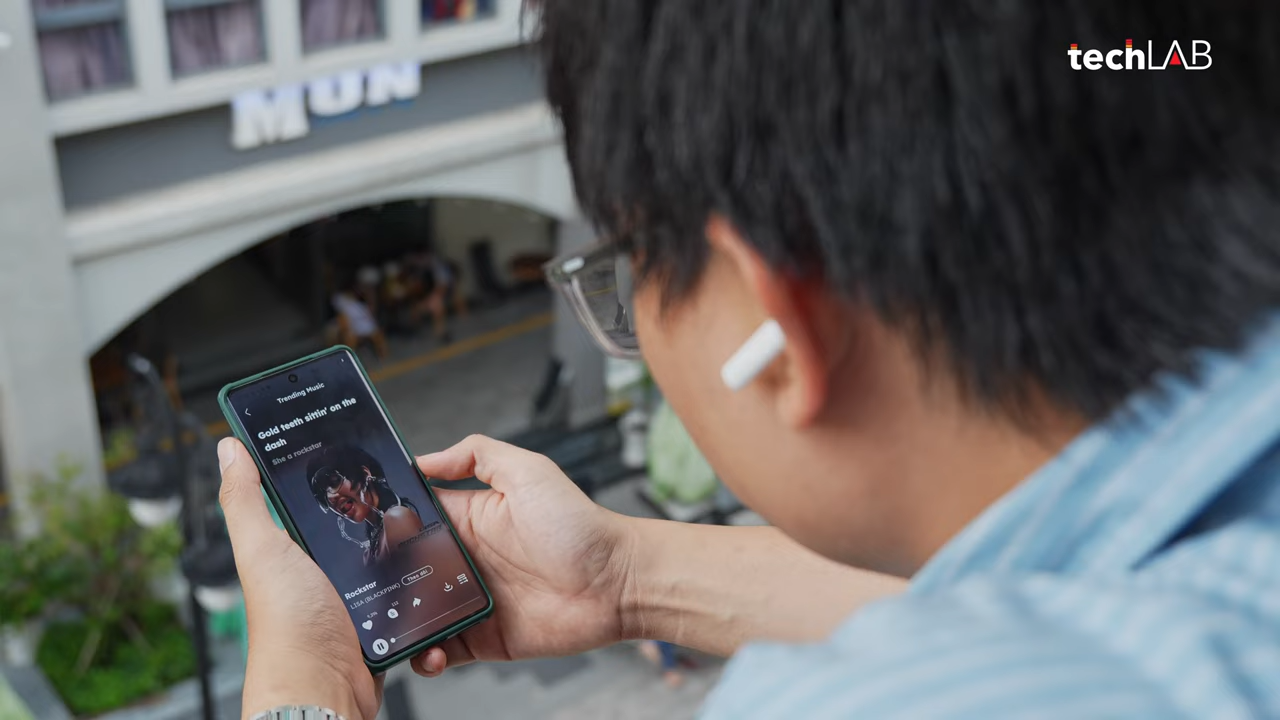 techLAB
MUN
Trending Music
Gold teeth sittin' on the
dash
She a rockstar
Rockstar
LISA (BLACKPINK)
Theo dõi